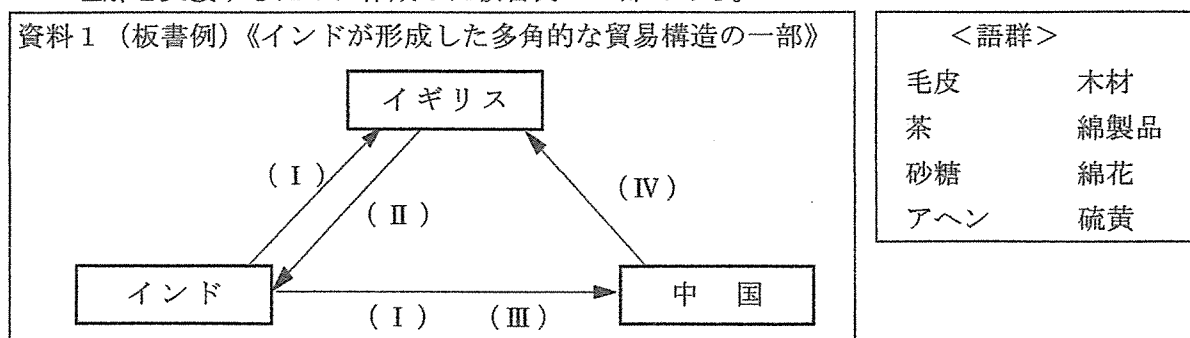 資料1（板書例）《インドが形成した多角的な貿易構造の一部》
イギリス
(Ⅰ)
(Ⅱ)
(Ⅳ)
インド
中　国
(Ⅰ)　(Ⅲ)
＜語群＞
毛皮　木材
茶　綿製品
砂糖　綿花
アヘン　硫黄